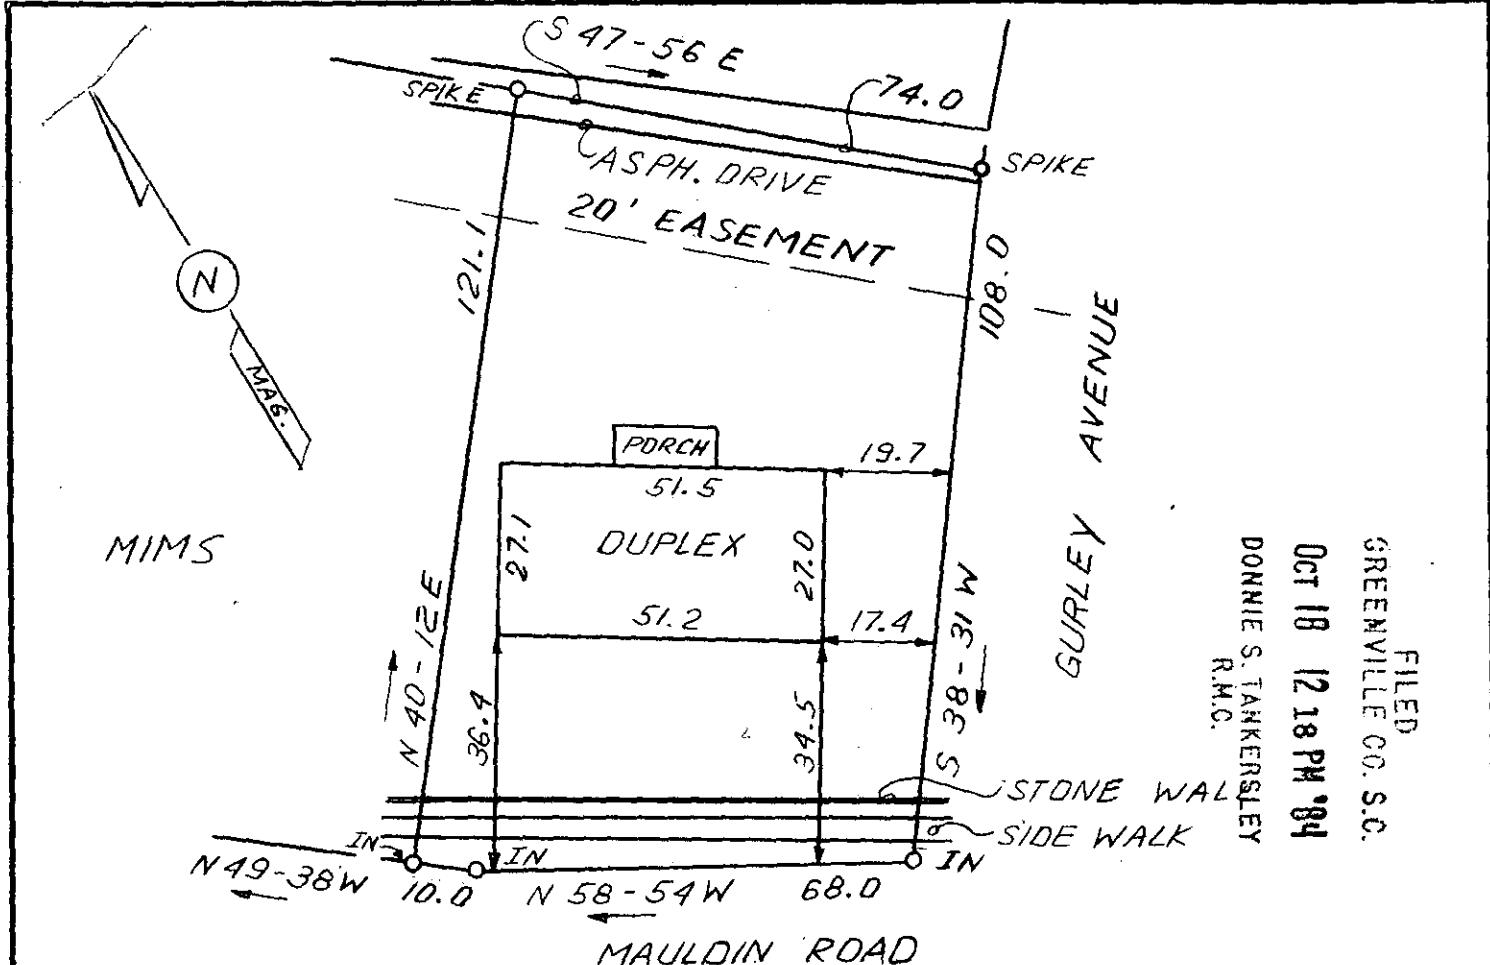 S 47-56 E
SPIKE
74.0
SPIKE
ASPH. DRIVE
20' EASEMENT
121.1
108.0
N
MAG.
GURLEY AVENUE
PORCH
19.7
51.5
MIMS
27.1
DUPLEX
27.0
51.2
17.4
N 40-12 E
36.4
34.5
S 38-31 W
STONE WALL
SIDE WALK
IN
IN
IN
N 49-38 W
10.0
N 58-54 W
68.0
MAULDIN ROAD
FILED
GREENVILLE CO. S.C.
OCT 18 12 18 PM '84
DONNIE S. TANKERSLEY
R.M.C.